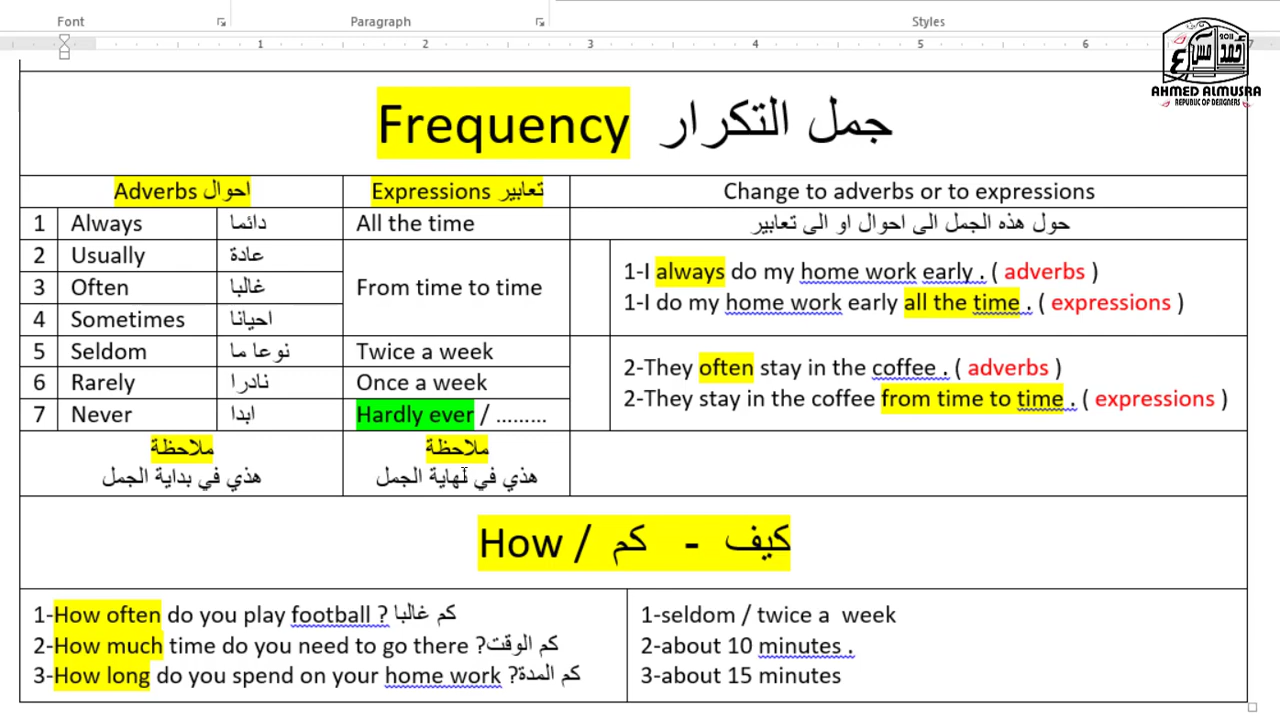 Font Paragraph Styles
1 2 3 4 5 6 7
2011
AHMED ALMUSRA
REPUBLIC OF DESIGNERS
Frequency جمل التكرار
Adverbs احوال Expressions تعابير Change to adverbs or to expressions
1 Always دائما All the time حول هذه الجمل الى احوال او الى تعابير
2 Usually عادة
3 Often غالبا From time to time
4 Sometimes احيانا
1-I always do my home work early . ( adverbs )
1-I do my home work early all the time . ( expressions )
5 Seldom نوعا ما Twice a week
6 Rarely نادرا Once a week
7 Never ابدا Hardly ever / .........
2-They often stay in the coffee . ( adverbs )
2-They stay in the coffee from time to time . ( expressions )
ملاحظة
هذي في بداية الجمل
ملاحظة
هذي في نهاية الجمل
How / كيف - كم
1-How often do you play football ? كم غالبا
2-How much time do you need to go there ?كم الوقت
3-How long do you spend on your home work ?كم المدة
1-seldom / twice a week
2-about 10 minutes .
3-about 15 minutes